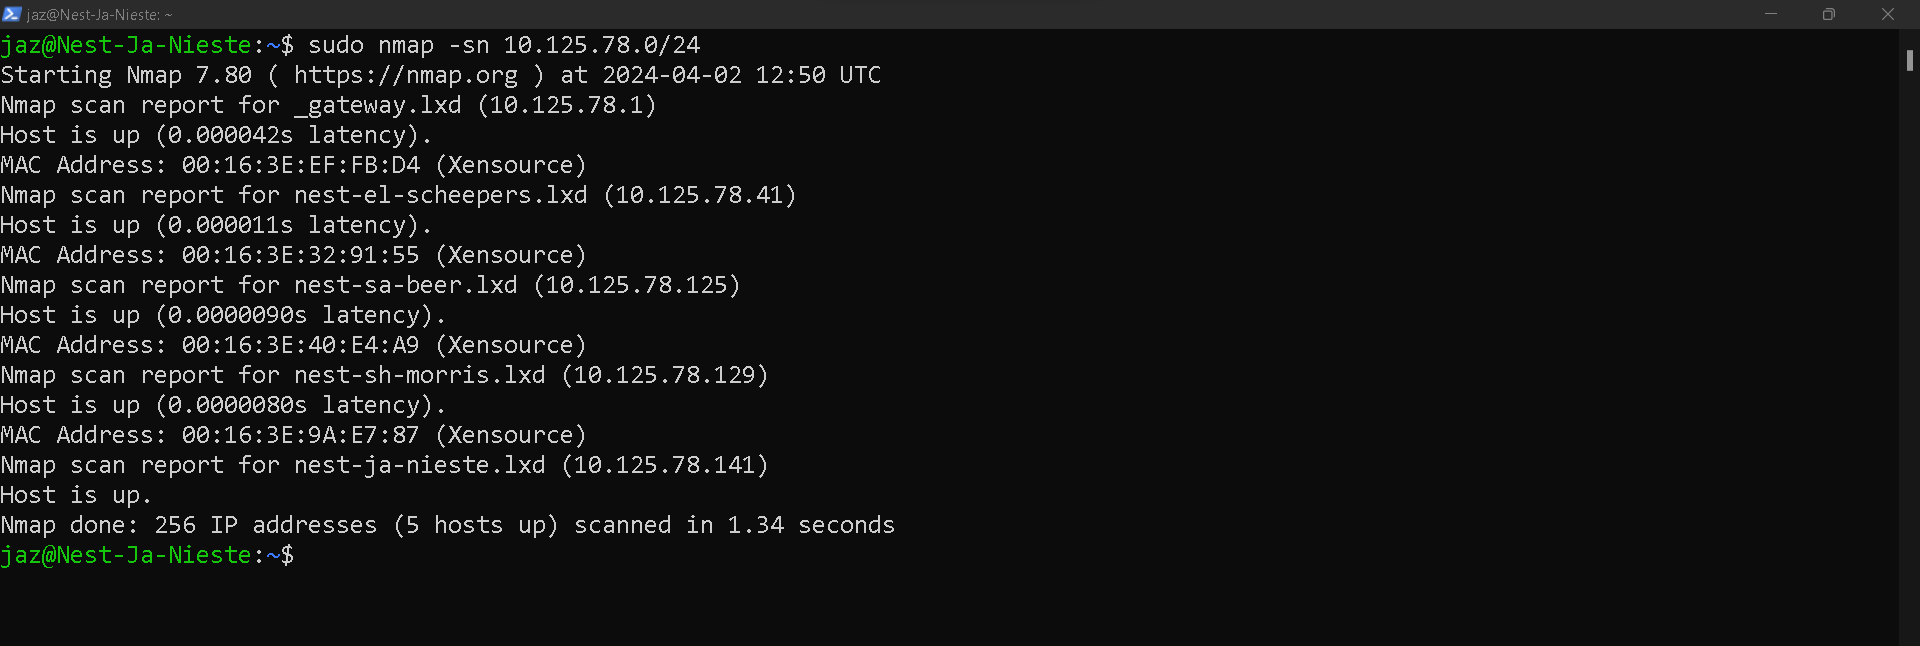 jaz@Nest-Ja-Nieste: ~
jaz@Nest-Ja-Nieste:~$ sudo nmap -sn 10.125.78.0/24
Starting Nmap 7.80 ( https://nmap.org ) at 2024-04-02 12:50 UTC
Nmap scan report for _gateway.lxd (10.125.78.1)
Host is up (0.000042s latency).
MAC Address: 00:16:3E:EF:FB:D4 (Xensource)
Nmap scan report for nest-el-scheepers.lxd (10.125.78.41)
Host is up (0.000011s latency).
MAC Address: 00:16:3E:32:91:55 (Xensource)
Nmap scan report for nest-sa-beer.lxd (10.125.78.125)
Host is up (0.0000090s latency).
MAC Address: 00:16:3E:40:E4:A9 (Xensource)
Nmap scan report for nest-sh-morris.lxd (10.125.78.129)
Host is up (0.0000080s latency).
MAC Address: 00:16:3E:9A:E7:87 (Xensource)
Nmap scan report for nest-ja-nieste.lxd (10.125.78.141)
Host is up.
Nmap done: 256 IP addresses (5 hosts up) scanned in 1.34 seconds
jaz@Nest-Ja-Nieste:~$